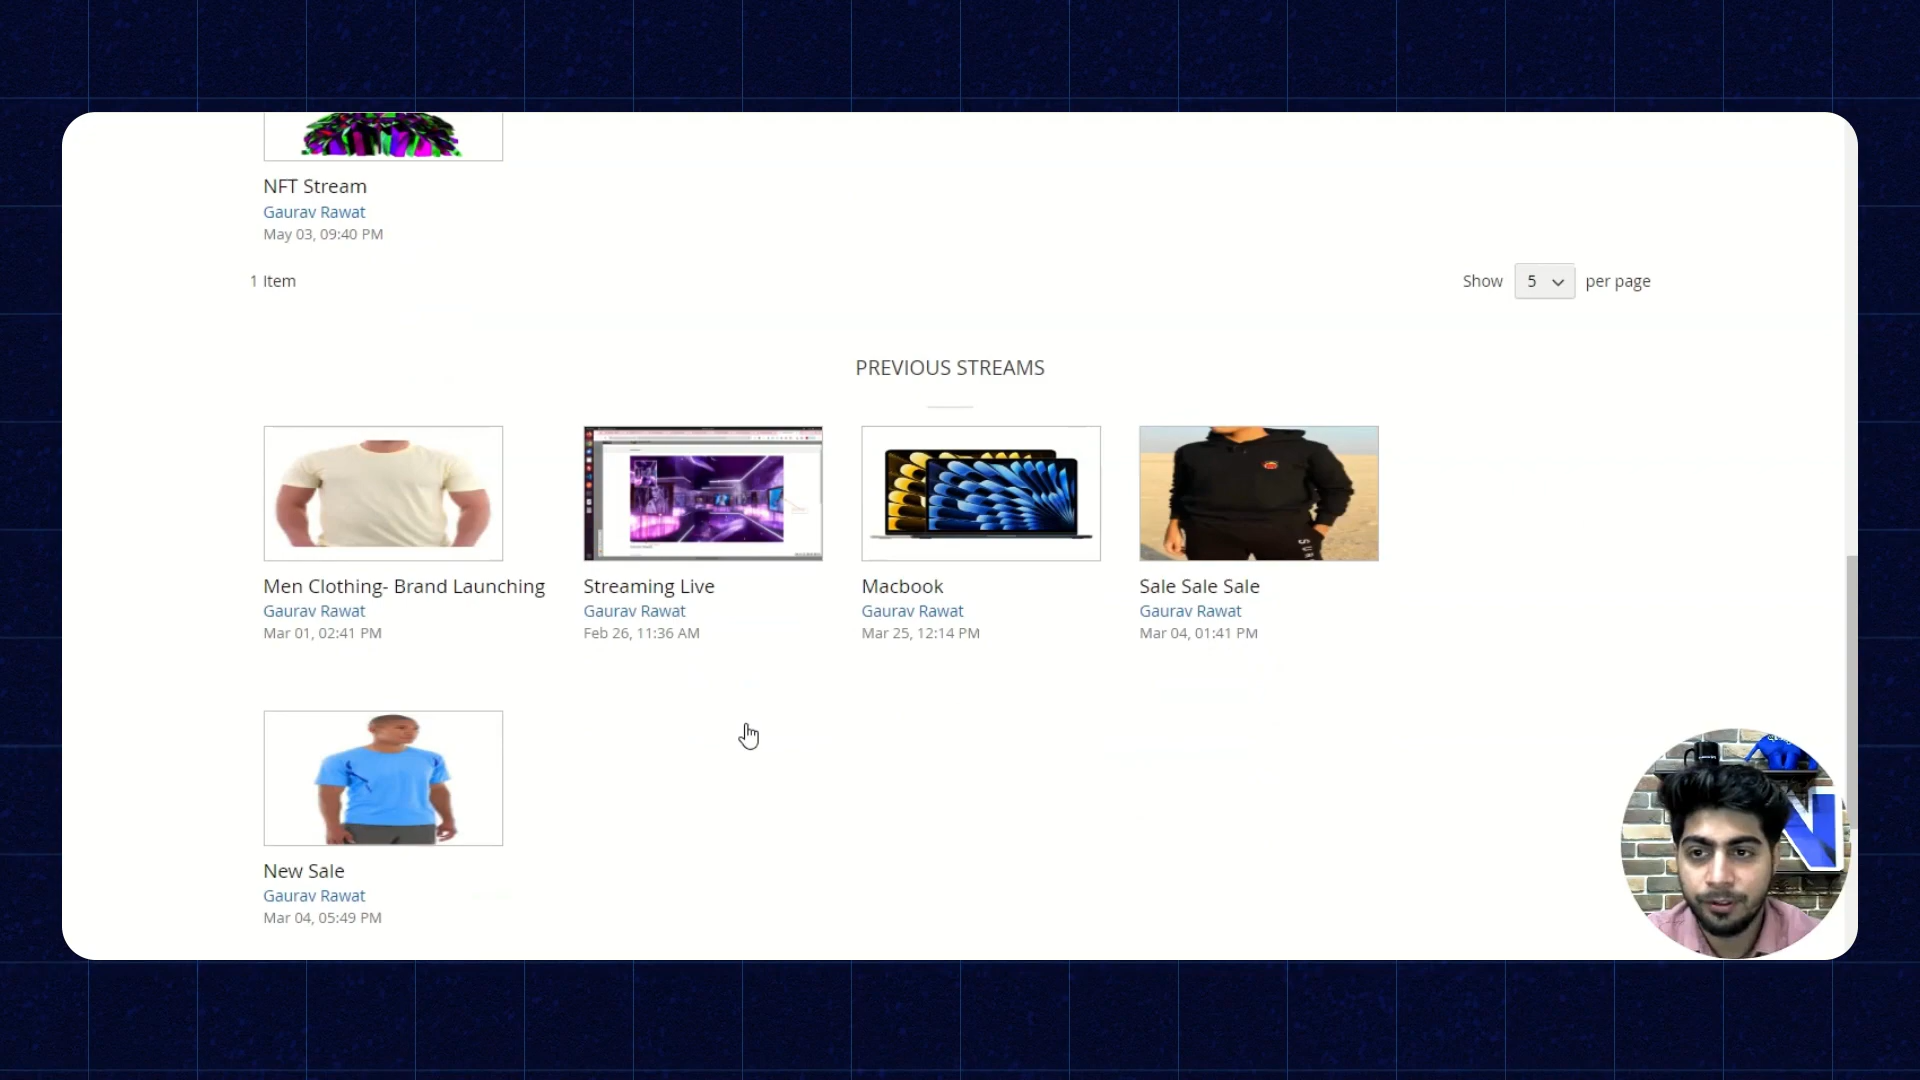 NFT Stream
Gaurav Rawat
May 03, 09:40 PM
1 Item
Show 5 per page
PREVIOUS STREAMS
Men Clothing- Brand Launching
Gaurav Rawat
Mar 01, 02:41 PM
Streaming Live
Gaurav Rawat
Feb 26, 11:36 AM
Macbook
Gaurav Rawat
Mar 25, 12:14 PM
Sale Sale Sale
Gaurav Rawat
Mar 04, 01:41 PM
New Sale
Gaurav Rawat
Mar 04, 05:49 PM
N